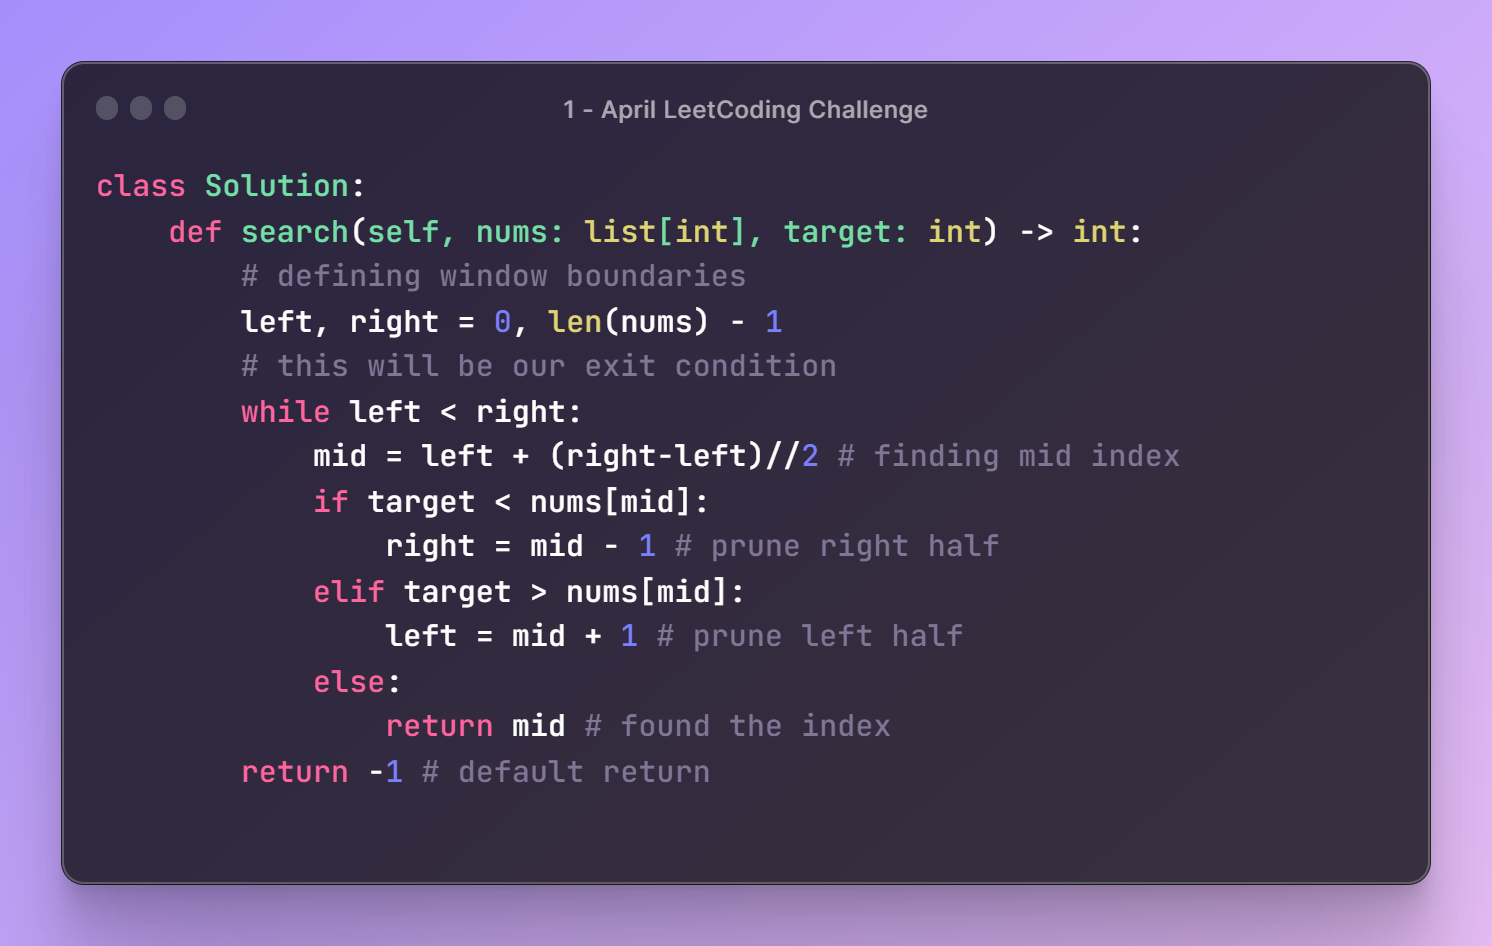 1 - April LeetCoding Challenge
class Solution:
    def search(self, nums: list[int], target: int) -> int:
        # defining window boundaries
        left, right = 0, len(nums) - 1
        # this will be our exit condition
        while left < right:
            mid = left + (right-left)//2 # finding mid index
            if target < nums[mid]:
                right = mid - 1 # prune right half
            elif target > nums[mid]:
                left = mid + 1 # prune left half
            else:
                return mid # found the index
        return -1 # default return